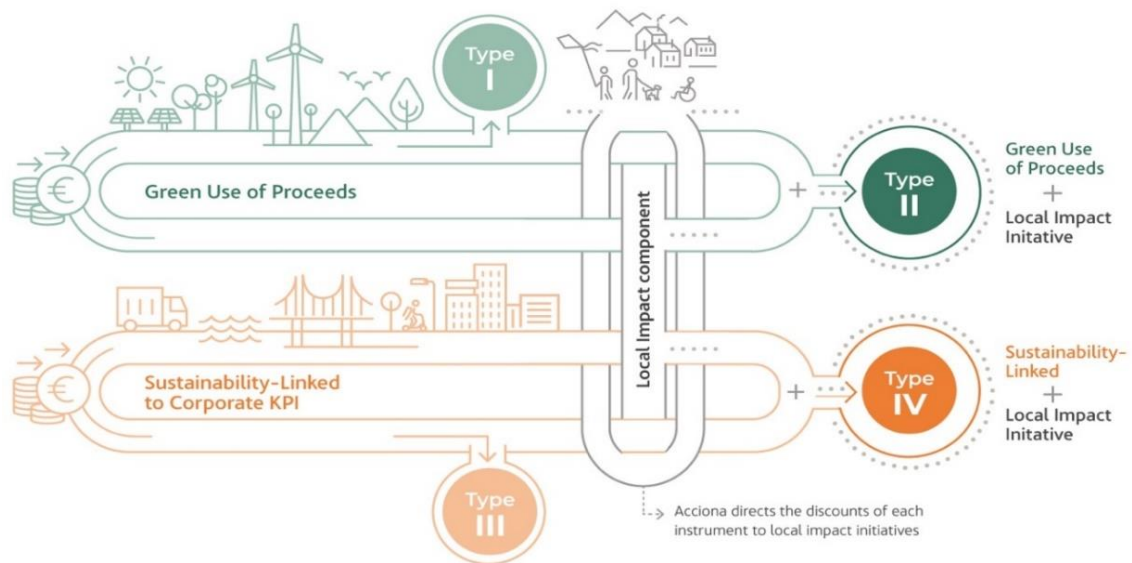 Type
I
€
Green Use of Proceeds
+
Type
II
Green Use
of Proceeds
+
Local Impact
Initative
Local Impact component
€
Sustainability-Linked
to Corporate KPI
+
Type
IV
Sustainability-
Linked
+
Local Impact
Initative
Type
III
Acciona directs the discounts of each
instrument to local impact initiatives